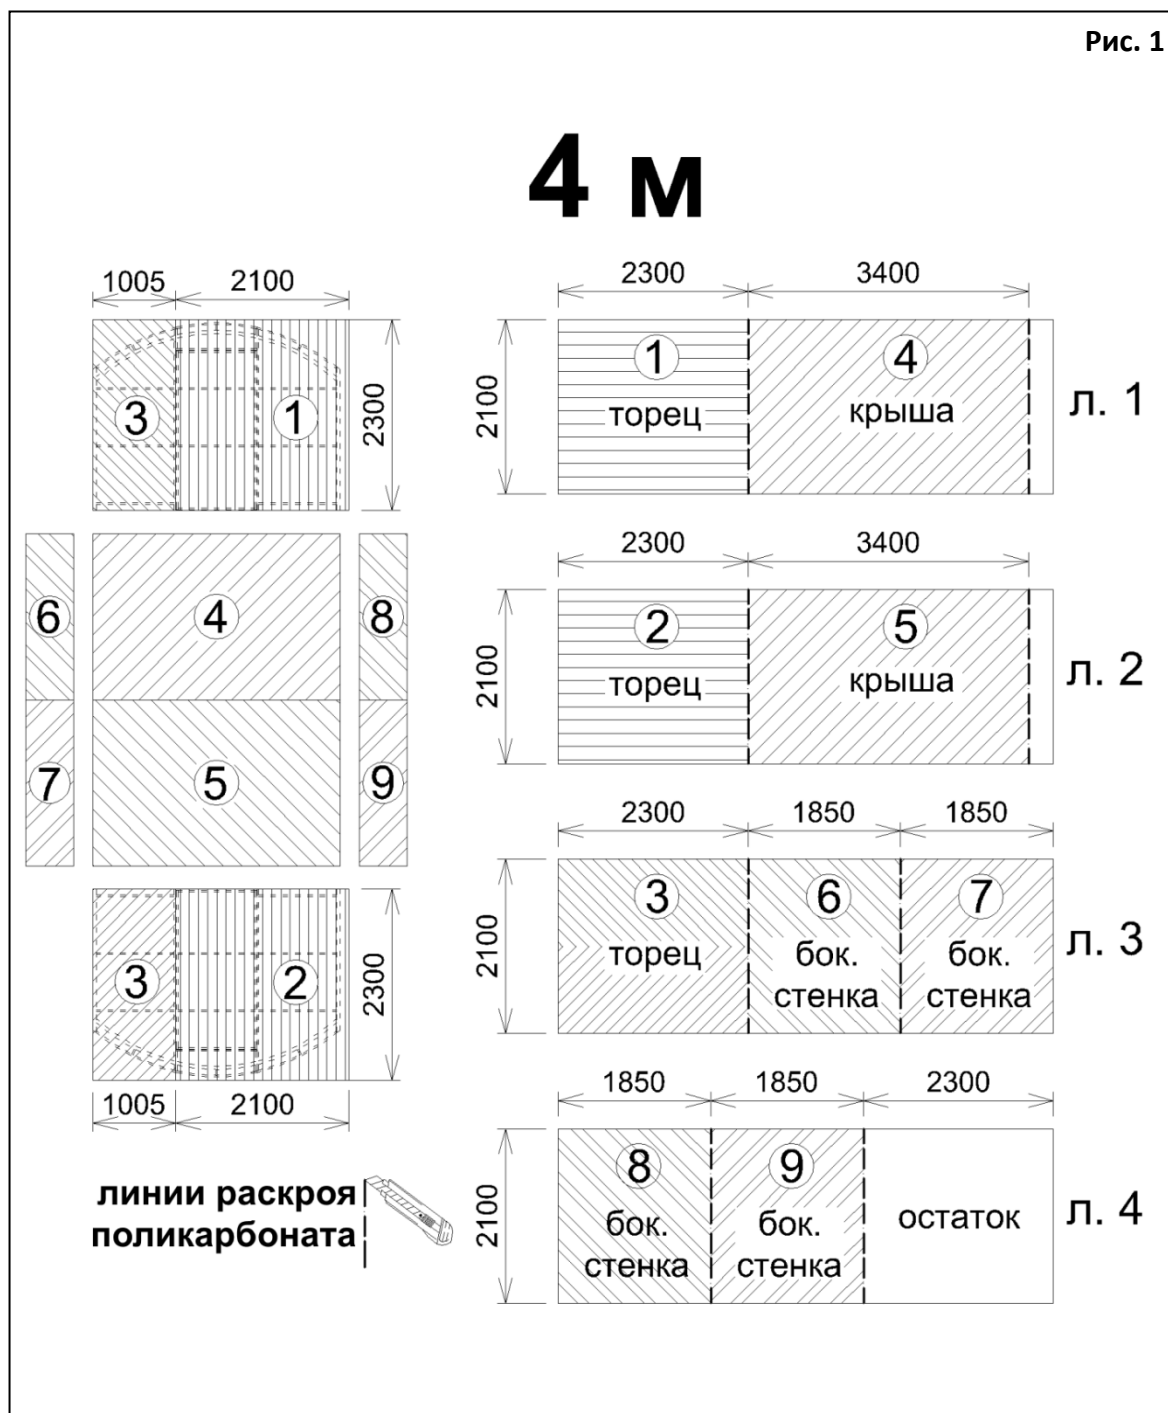 Рис. 1
4 м
1005 2100
3 1 2300
6 4 8
7 5 9
3 2 2300
1005 2100
линии раскроя
поликарбоната
2300 3400
2100
1 4
торец крыша
л. 1
2300 3400
2100
2 5
торец крыша
л. 2
2300 1850 1850
2100
3 6 7
торец бок. бок.
стенка стенка
л. 3
1850 1850 2300
2100
8 9
бок. бок. остаток
стенка стенка
л. 4